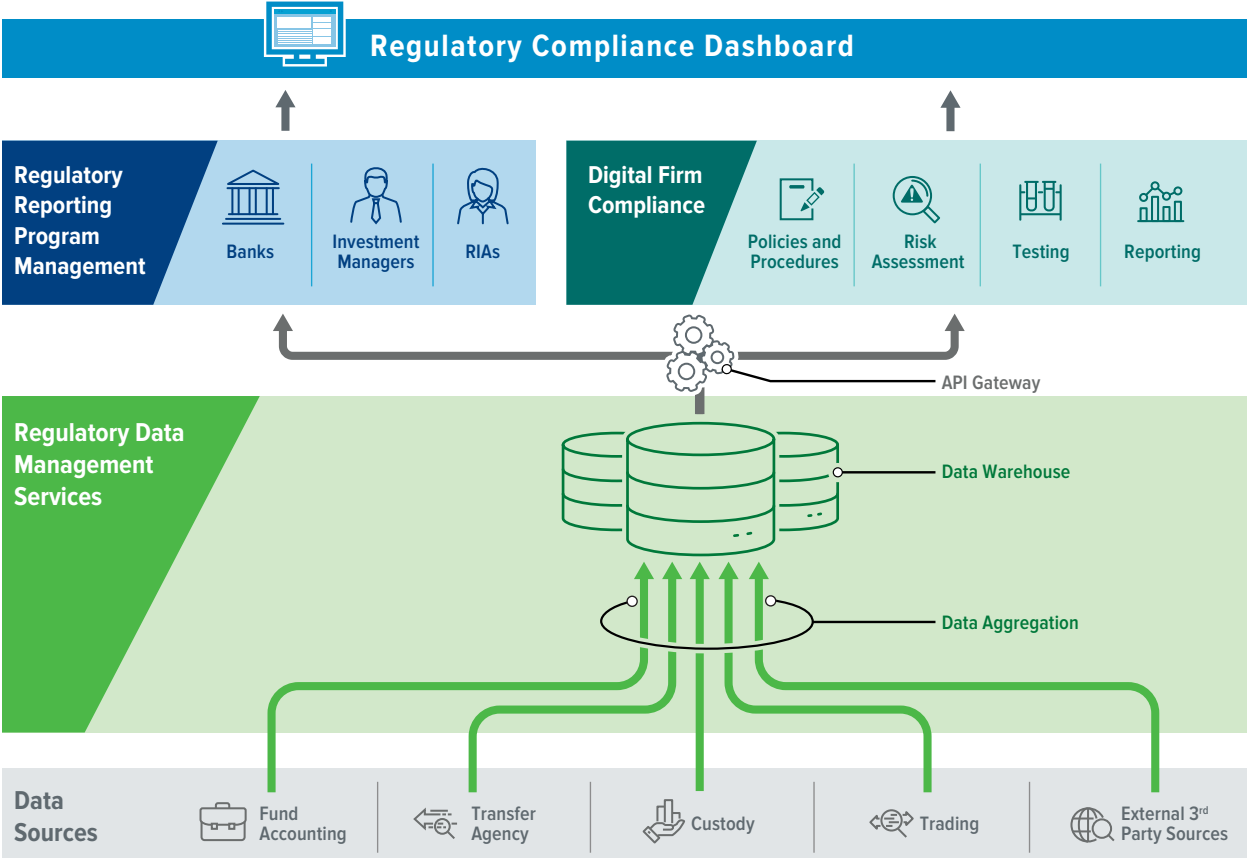 Regulatory Compliance Dashboard
Regulatory
Reporting
Program
Management
Banks
Investment
Managers
RIAs
Digital Firm
Compliance
Policies and
Procedures
Risk
Assessment
Testing
Reporting
API Gateway
Regulatory Data
Management
Services
Data Warehouse
Data Aggregation
Data
Sources
Fund
Accounting
Transfer
Agency
Custody
Trading
External 3rd
Party Sources